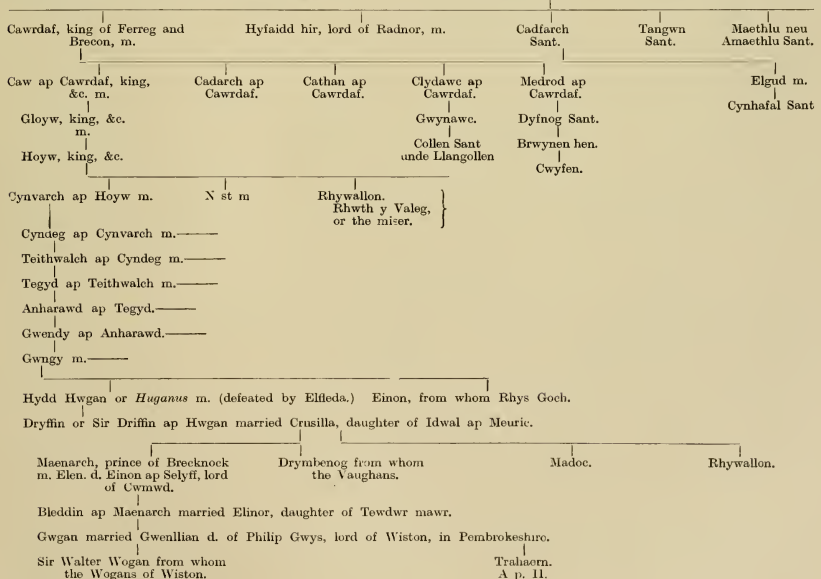 Cawrdaf, king of Ferreg and
Brecon, m.
Hyfaidd hir, lord of Radnor, m.
Cadfarch
Sant.
Tangwn
Sant.
Maethlu neu
Amaethlu Sant.
Caw ap Cawrdaf, king,
&c. m.
Cadarch ap
Cawrdaf.
Cathan ap
Cawrdaf.
Clydawc ap
Cawrdaf.
Medrod ap
Cawrdaf.
Elgud m.
Gloyw, king, &c.
m.
Gwynawc.
Dyfnog Sant.
Cynhafal Sant
Hoyw, king, &c.
Collen Sant
unde Llangollen
Brwynen hen.
Cwyfen.
Cynvarch ap Hoyw m.
N st m
Rhywallon.
Rhwth y Valeg,
or the miser.
Cyndeg ap Cynvarch m.
Teithwalch ap Cyndeg m.
Tegyd ap Teithwalch m.
Anharawd ap Tegyd.
Gwendy ap Anharawd.
Gwngy m.
Hydd Hwgan or Huganus m. (defeated by Elfleda.)
Einon, from whom Rhys Goch.
Dryffin or Sir Driffin ap Hwgan married Crusilla, daughter of Idwal ap Meuric.
Maenarch, prince of Brecknock
m. Elen. d. Einon ap Selyff, lord
of Cwmwd.
Drymbenog from whom
the Vaughans.
Madoc.
Rhywallon.
Bleddin ap Maenarch married Elinor, daughter of Tewdwr mawr.
Gwgan married Gwenllian d. of Philip Gwys, lord of Wiston, in Pembrokeshire.
Sir Walter Wogan from whom
the Wogans of Wiston.
Trahaern.
A p. 11.